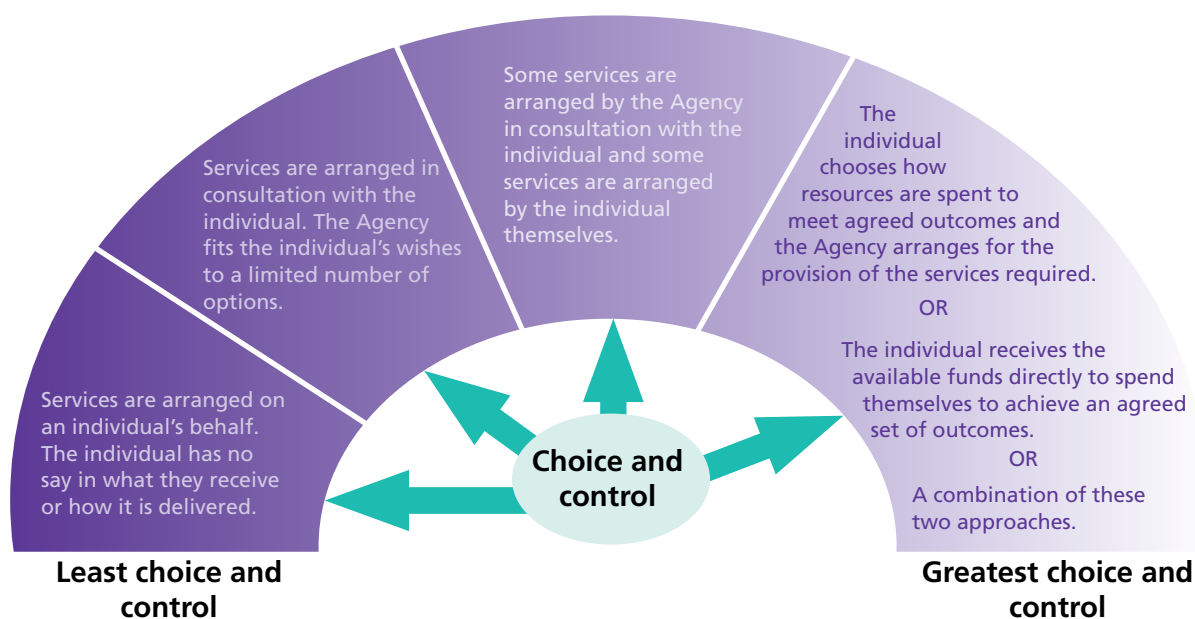 Services are arranged on
an individual’s behalf.
The individual has no
say in what they receive
or how it is delivered.
Services are arranged in
consultation with the
individual. The Agency
fits the individual’s wishes
to a limited number of
options.
Some services are
arranged by the Agency
in consultation with the
individual and some
services are arranged
by the individual
themselves.
The
individual
chooses how
resources are spent to
meet agreed outcomes and
the Agency arranges for the
provision of the services required.
OR
The individual receives the
available funds directly to spend
themselves to achieve an agreed
set of outcomes.
OR
A combination of these
two approaches.
Choice and
control
Least choice and
control
Greatest choice and
control